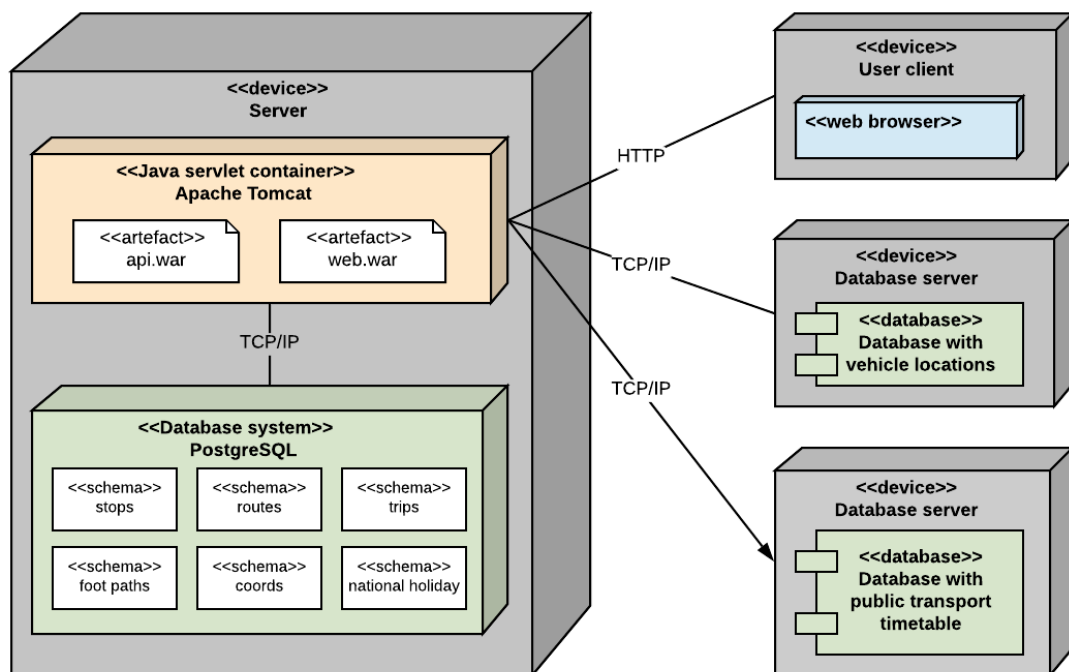 <<device>>
Server
<<Java servlet container>>
Apache Tomcat
<<artefact>>
api.war
<<artefact>>
web.war
TCP/IP
<<Database system>>
PostgreSQL
<<schema>>
stops
<<schema>>
routes
<<schema>>
trips
<<schema>>
foot paths
<<schema>>
coords
<<schema>>
national holiday
HTTP
TCP/IP
TCP/IP
<<device>>
User client
<<web browser>>
<<device>>
Database server
<<database>>
Database with
vehicle locations
<<device>>
Database server
<<database>>
Database with
public transport
timetable